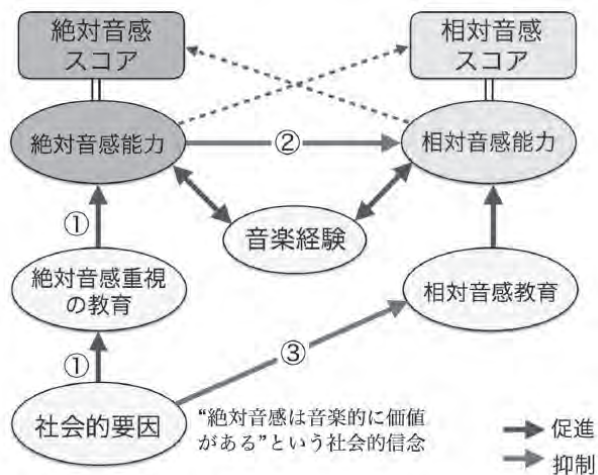 絶対音感
スコア
相対音感
スコア
絶対音感能力
②
相対音感能力
①
音楽経験
絶対音感重視
の教育
相対音感教育
①
③
社会的要因
“絶対音感は音楽的に価値
がある”という社会的信念
促進
抑制